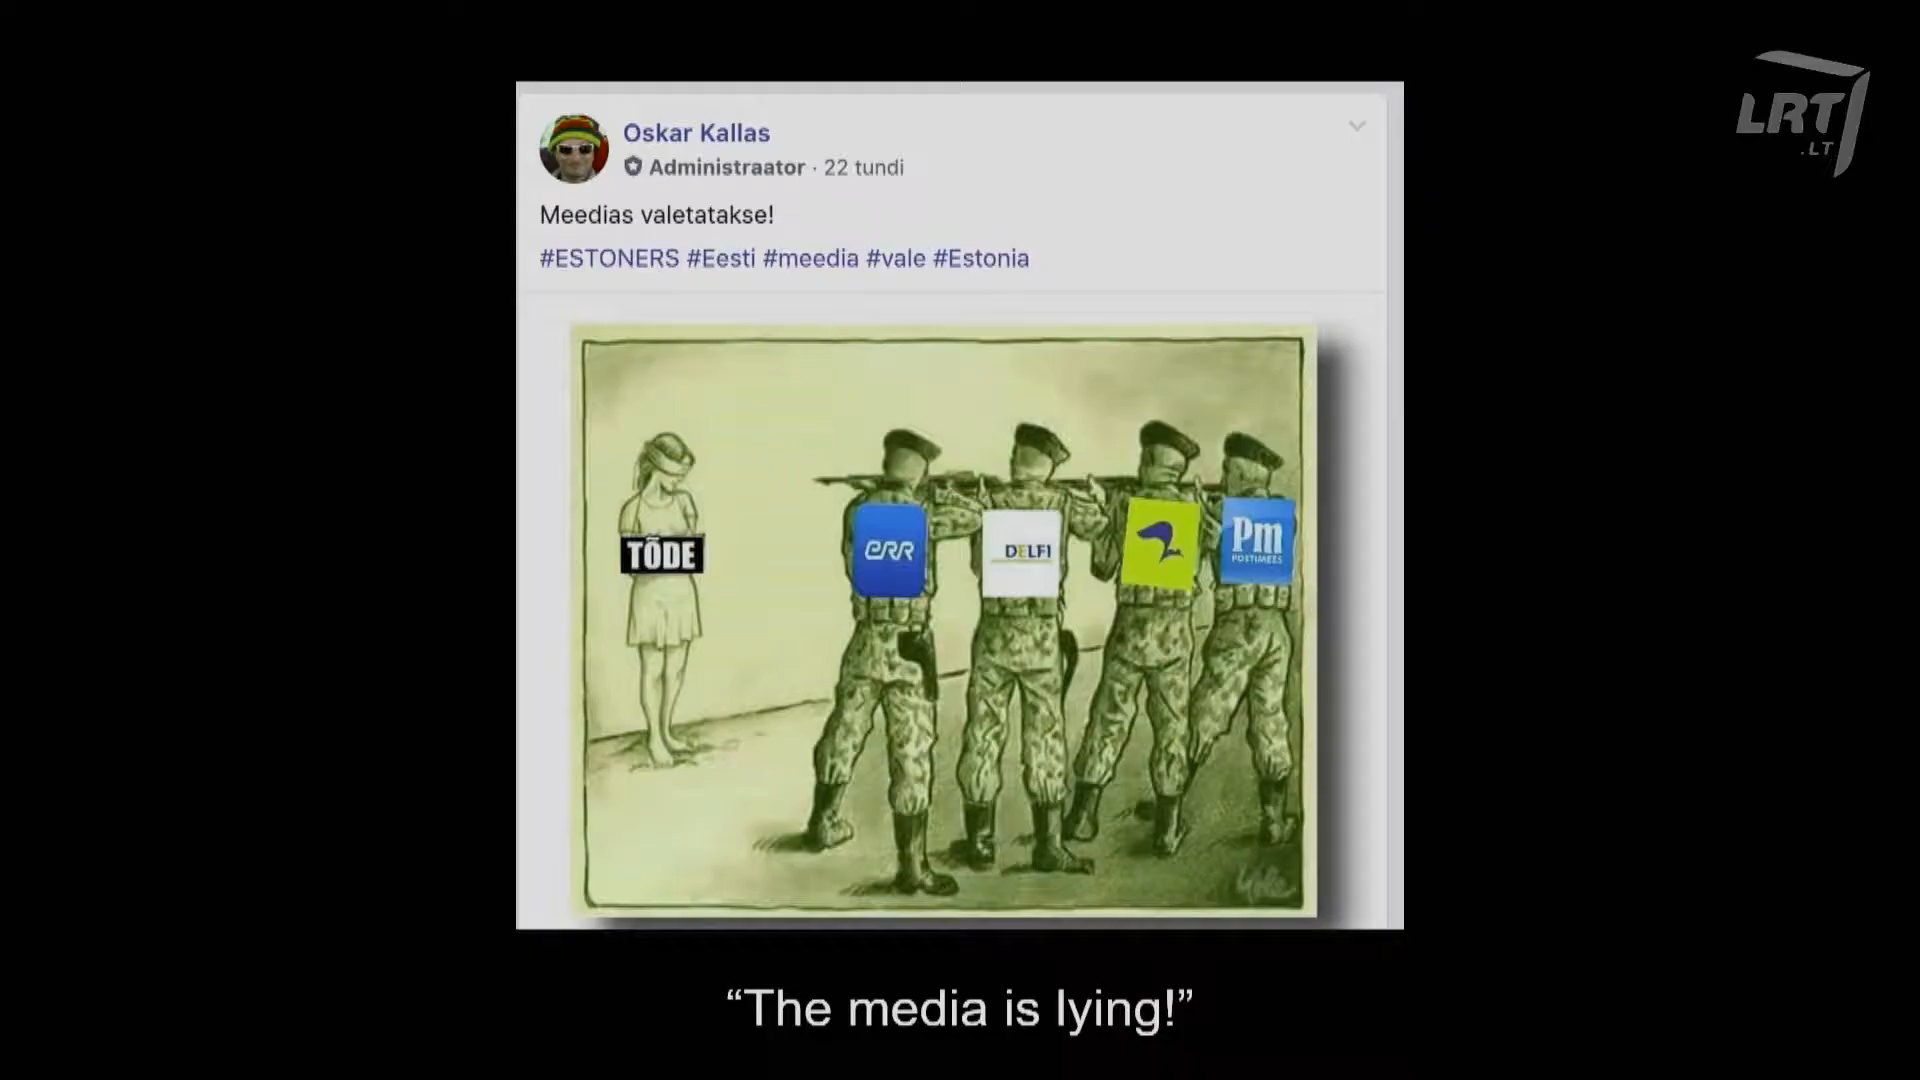 LRT
.LT
Oskar Kallas
Administraator · 22 tundi
Meedias valetatakse!
#ESTONERS #Eesti #meedia #vale #Estonia
TÕDE
err
DELFI
Pm
POSTIMEES
“The media is lying!”